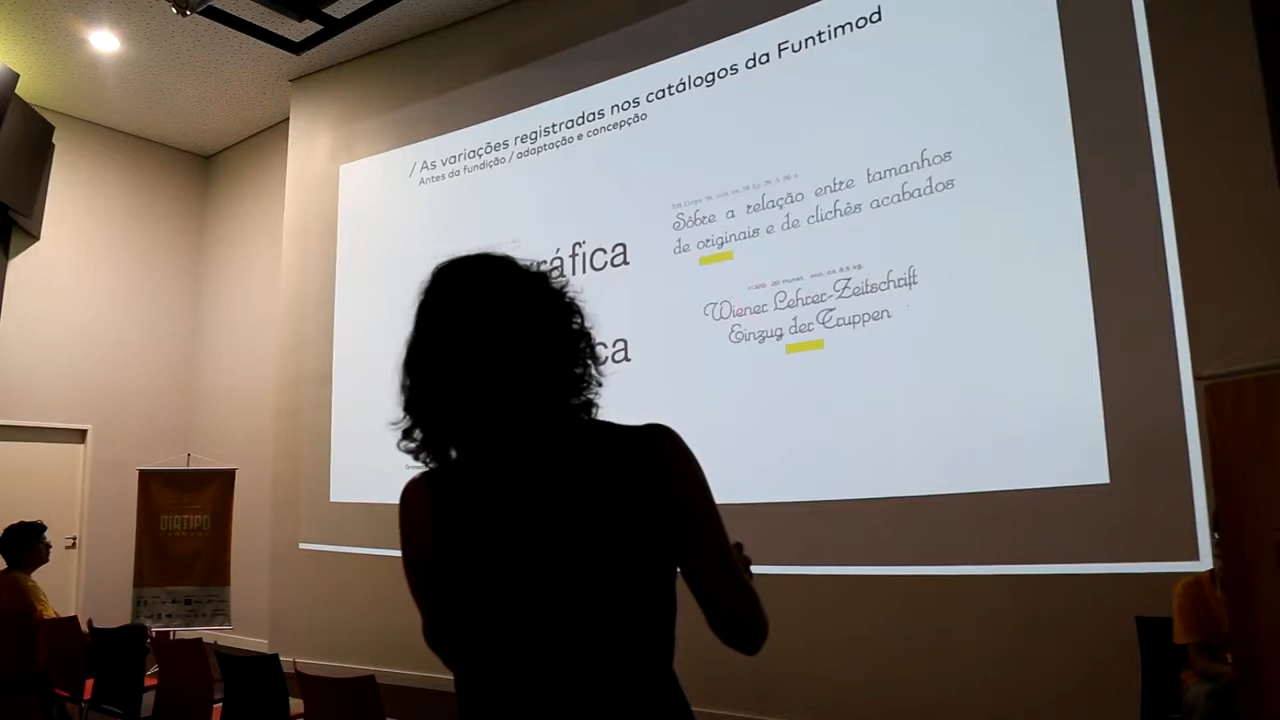 / As variações registradas nos catálogos da Funtimod
Antes da fundição / adaptação e concepção
ráfica
ca
Sôbre a relação entre tamanhos
de originais e de clichês acabados
Wiener Lehrer-Zeitschrift
Einzug der Truppen
DIATIPO